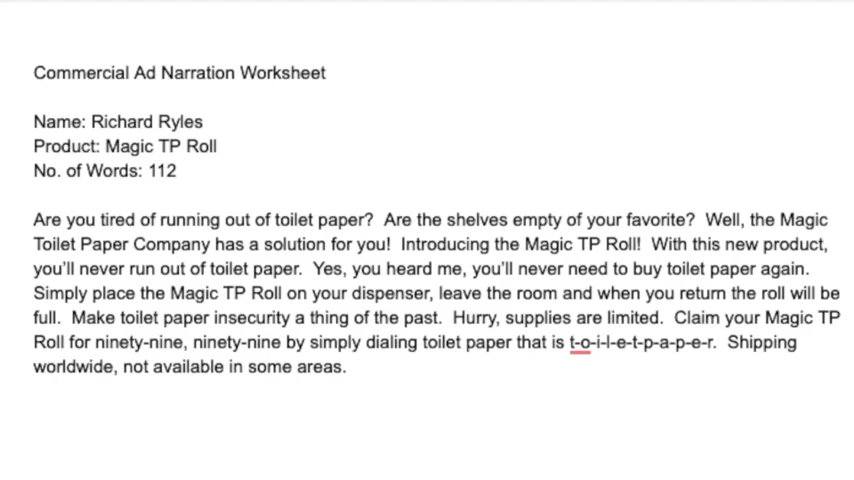 Commercial Ad Narration Worksheet
Name: Richard Ryles
Product: Magic TP Roll
No. of Words: 112
Are you tired of running out of toilet paper?  Are the shelves empty of your favorite?  Well, the Magic
Toilet Paper Company has a solution for you!  Introducing the Magic TP Roll!  With this new product,
you'll never run out of toilet paper.  Yes, you heard me, you'll never need to buy toilet paper again.
Simply place the Magic TP Roll on your dispenser, leave the room and when you return the roll will be
full.  Make toilet paper insecurity a thing of the past.  Hurry, supplies are limited.  Claim your Magic TP
Roll for ninety-nine, ninety-nine by simply dialing toilet paper that is t-o-i-l-e-t-p-a-p-e-r.  Shipping
worldwide, not available in some areas.